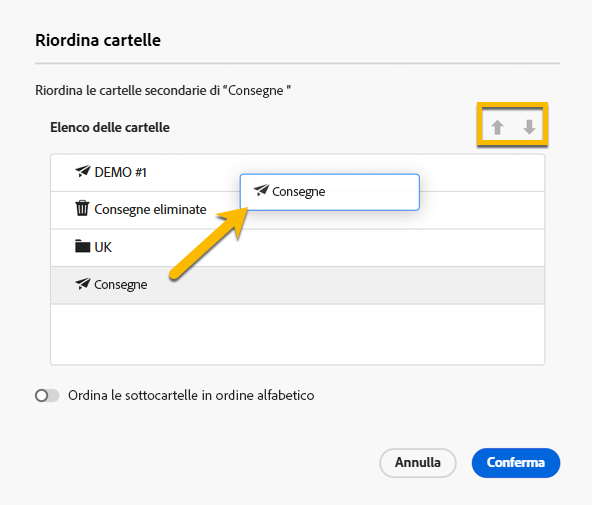 Riordina cartelle
Riordina le cartelle secondarie di "Consegne "
Elenco delle cartelle
DEMO #1
Consegne
Consegne eliminate
UK
Consegne
Ordina le sottocartelle in ordine alfabetico
Annulla
Conferma